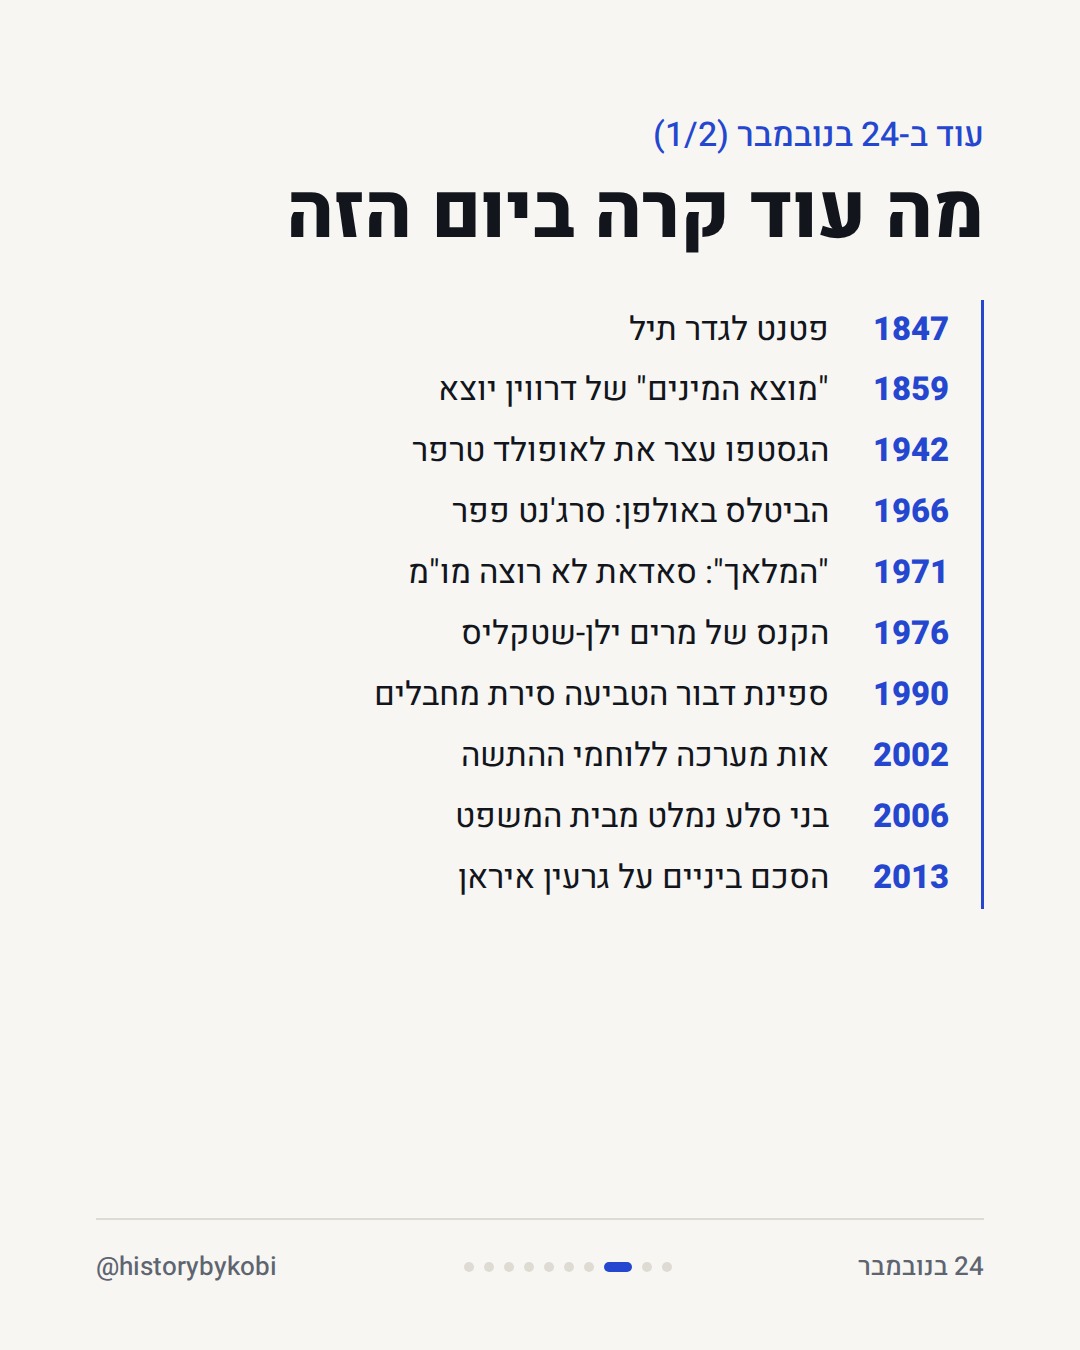 עוד ב-24 בנובמבר (1/2)
מה עוד קרה ביום הזה
1847 פטנט לגדר תיל
1859 "מוצא המינים" של דרווין יוצא
1942 הגסטפו עצר את לאופולד טרפר
1966 הביטלס באולפן: סרג'נט פפר
1971 "המלאך": סאדאת לא רוצה מו"מ
1976 הקנס של מרים ילן-שטקליס
1990 ספינת דבור הטביעה סירת מחבלים
2002 אות מערכה ללוחמי ההתשה
2006 בני סלע נמלט מבית המשפט
2013 הסכם ביניים על גרעין איראן
24 בנובמבר
@historybykobi